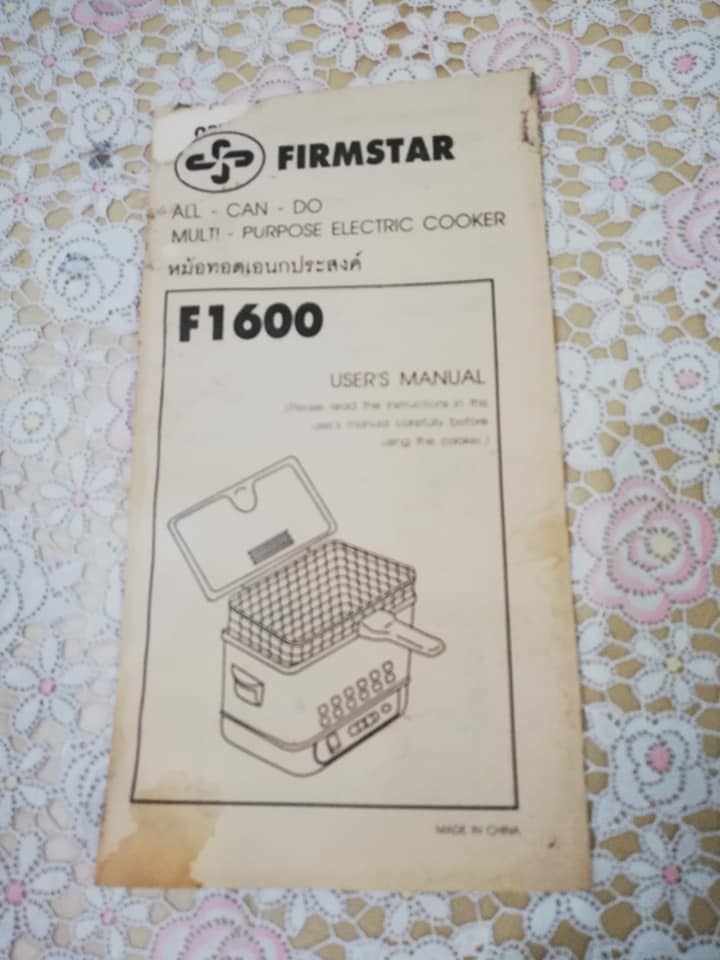 FIRMSTAR
ALL - CAN - DO
MULTI - PURPOSE ELECTRIC COOKER
หม้อทอดเอนกประสงค์
F1600
USER'S MANUAL
(Please read the instructions in this
user's manual carefully before
using the cooker.)
MADE IN CHINA